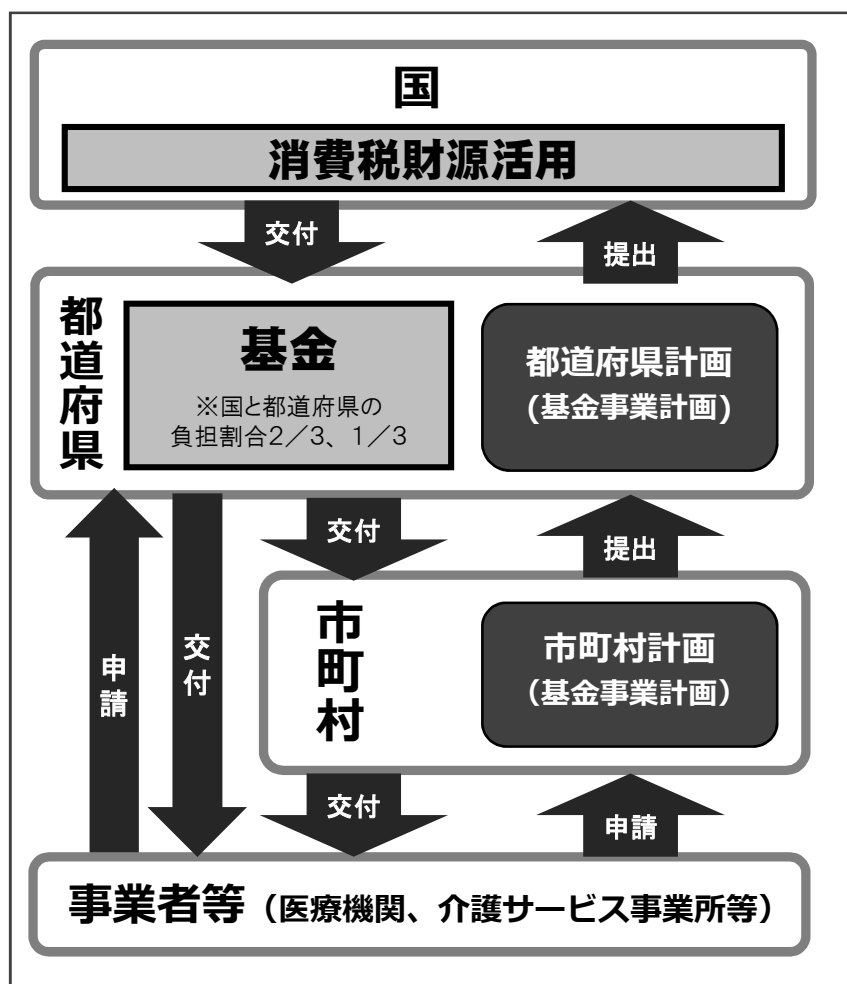 国
消費税財源活用
交付
提出
都道府県
基金
※国と都道府県の
負担割合2／3、1／3
都道府県計画
(基金事業計画)
交付
提出
申請
交付
市町村
市町村計画
（基金事業計画）
交付
申請
事業者等（医療機関、介護サービス事業所等）